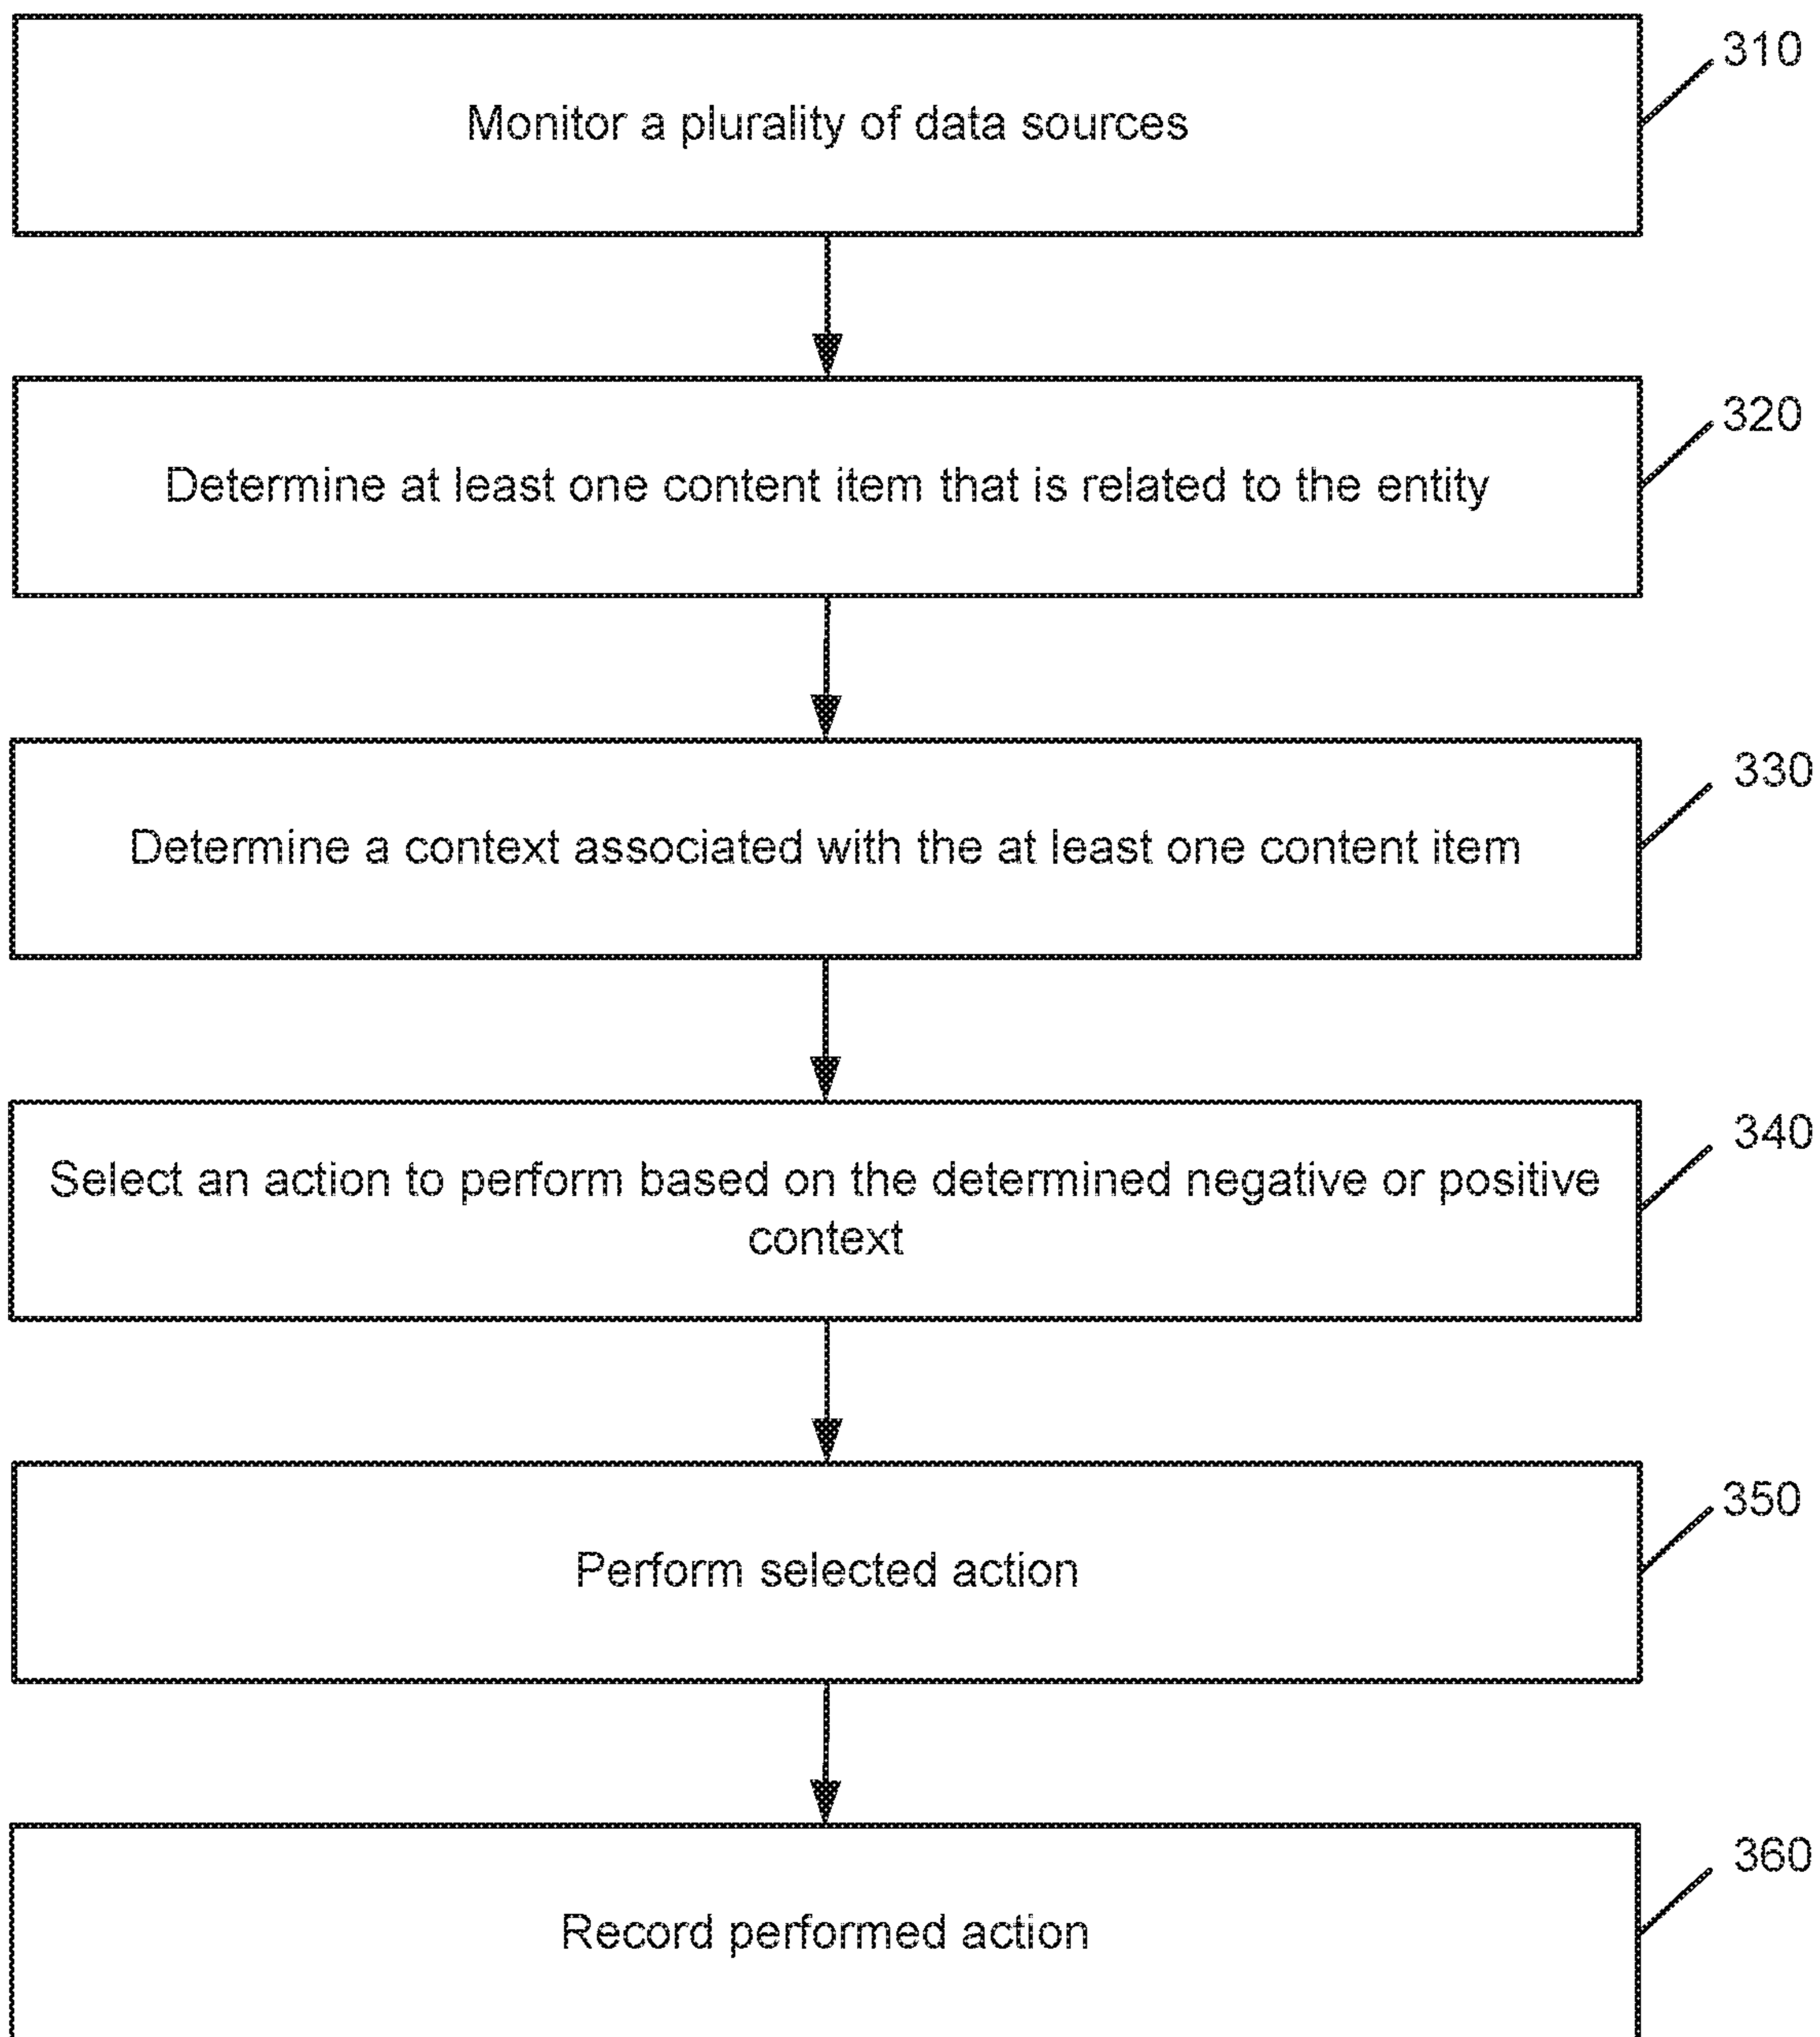 Monitor a plurality of data sources
310
Determine at least one content item that is related to the entity
320
Determine a context associated with the at least one content item
330
Select an action to perform based on the determined negative or positive
context
340
Perform selected action
350
Record performed action
360